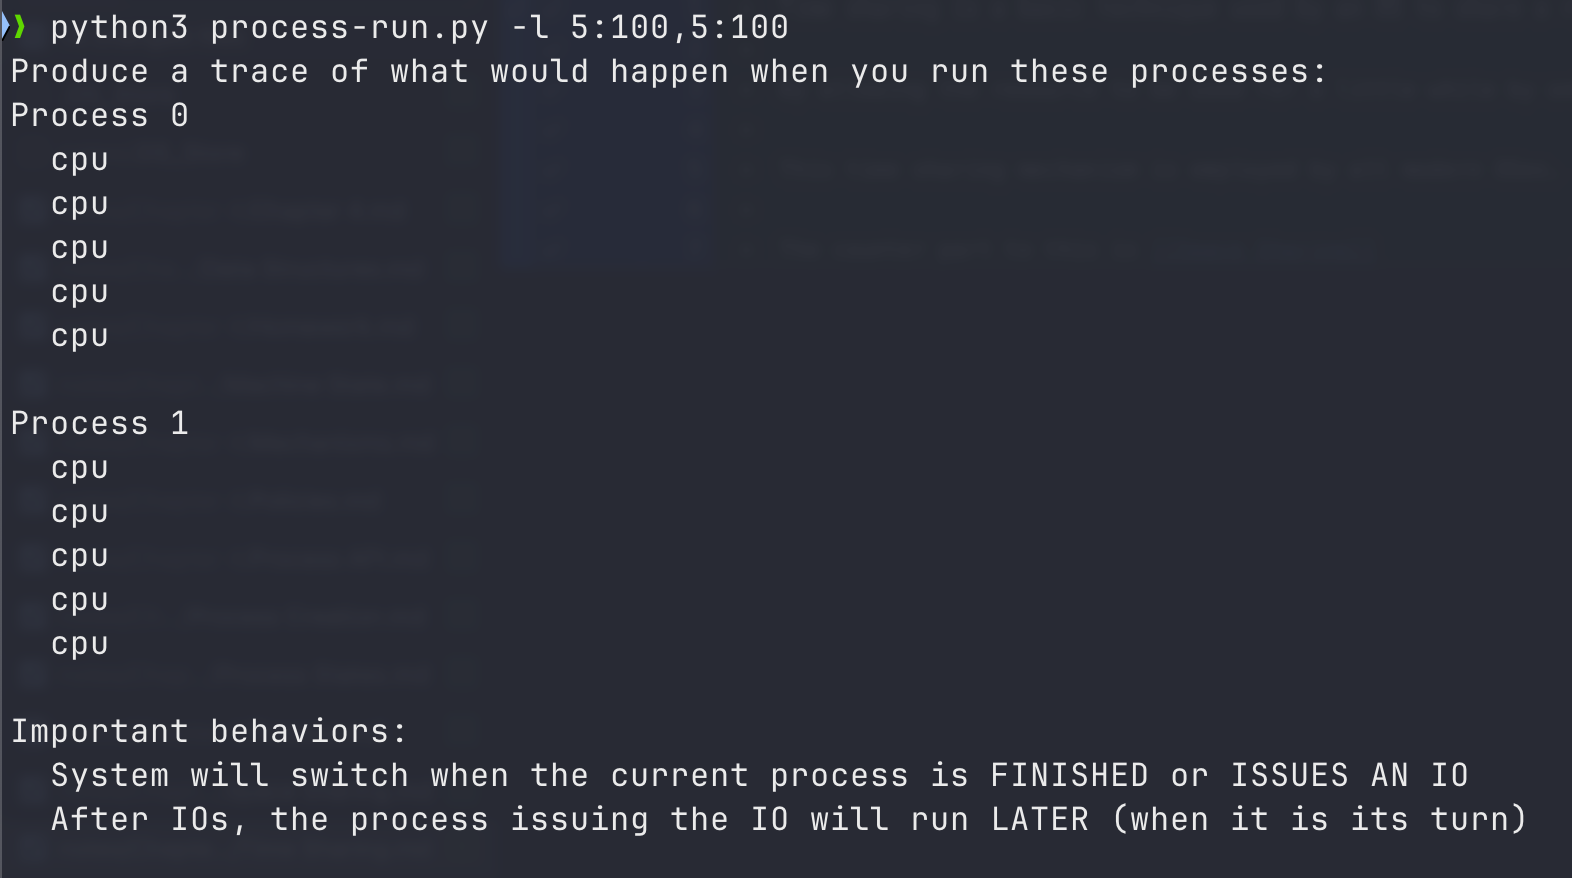 ❯ python3 process-run.py -l 5:100,5:100
Produce a trace of what would happen when you run these processes:
Process 0
  cpu
  cpu
  cpu
  cpu
  cpu

Process 1
  cpu
  cpu
  cpu
  cpu
  cpu

Important behaviors:
  System will switch when the current process is FINISHED or ISSUES AN IO
  After IOs, the process issuing the IO will run LATER (when it is its turn)